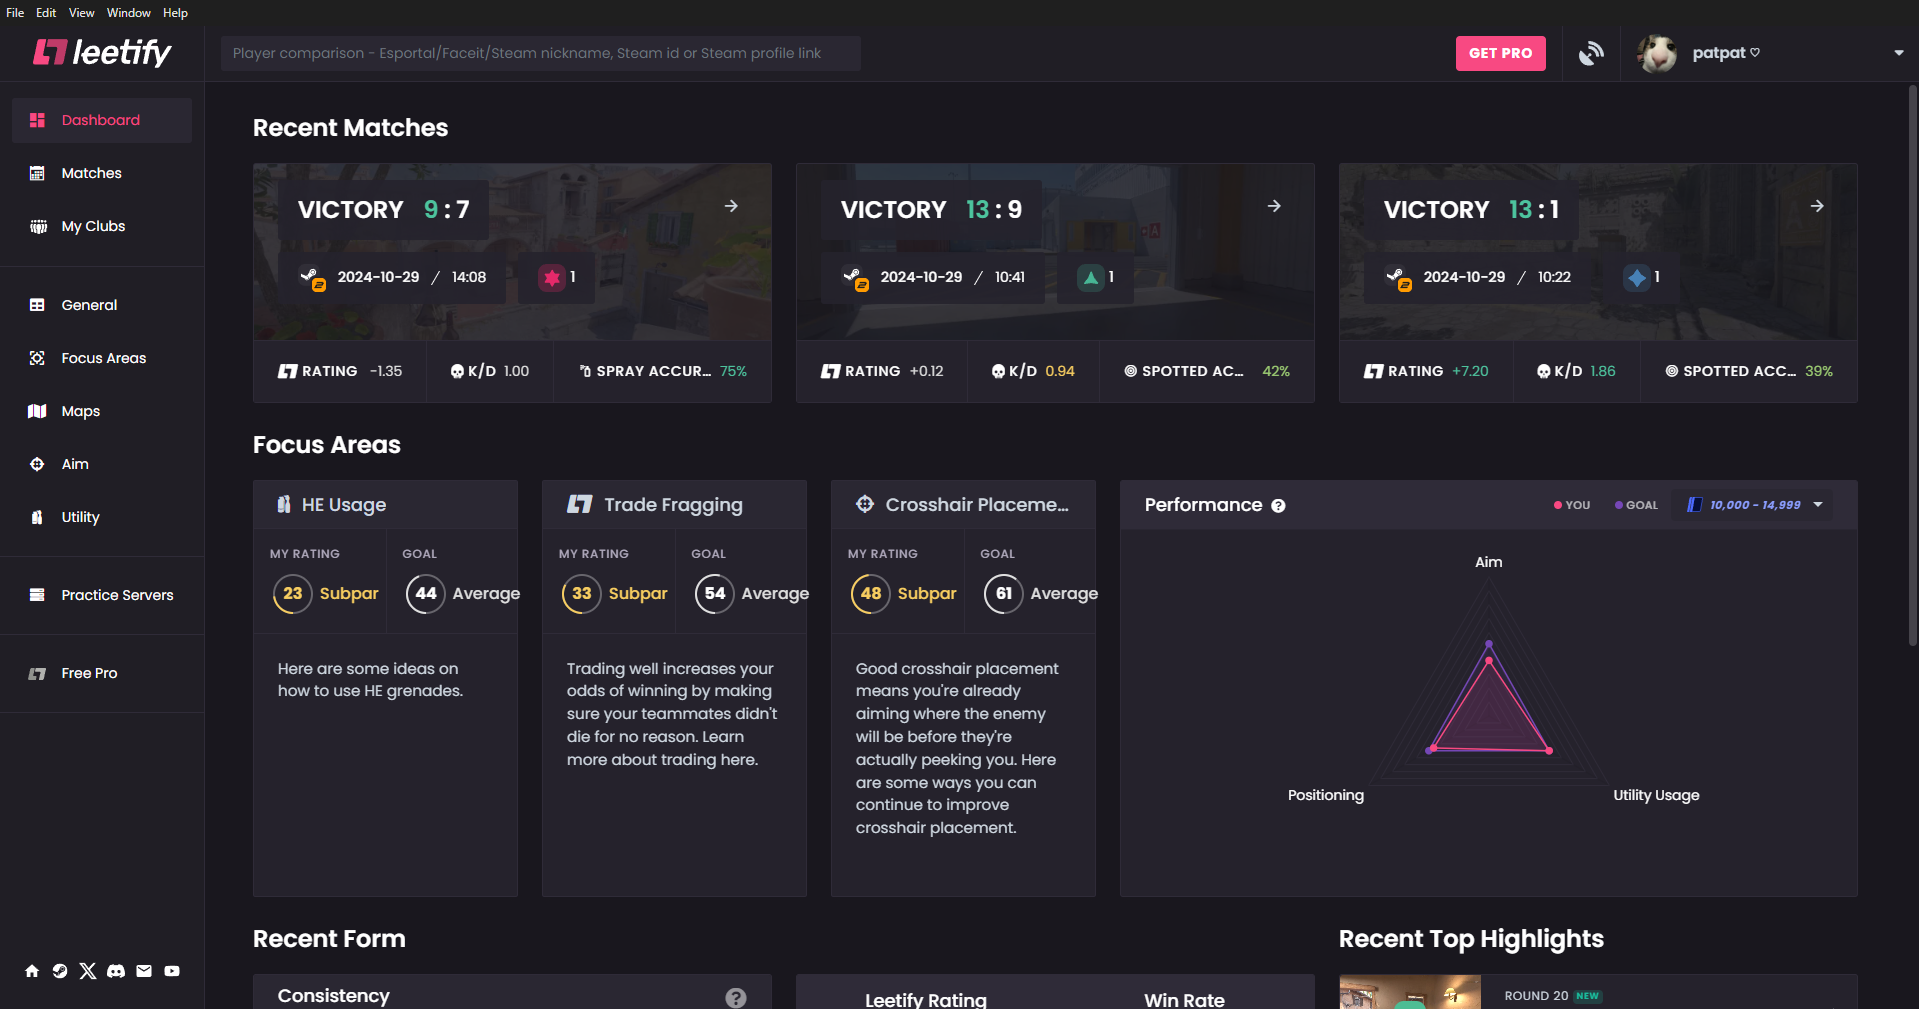 File Edit View Window Help
leetify
Player comparison - Esportal/Faceit/Steam nickname, Steam id or Steam profile link
GET PRO
patpat ♡
Dashboard
Matches
My Clubs
General
Focus Areas
Maps
Aim
Utility
Practice Servers
Free Pro
Recent Matches
VICTORY 9 : 7
2024-10-29 / 14:08
1
RATING -1.35
K/D 1.00
SPRAY ACCUR... 75%
VICTORY 13 : 9
A
2024-10-29 / 10:41
1
RATING +0.12
K/D 0.94
SPOTTED AC... 42%
VICTORY 13 : 1
2024-10-29 / 10:22
1
RATING +7.20
K/D 1.86
SPOTTED ACC... 39%
Focus Areas
HE Usage
MY RATING
23 Subpar
GOAL
44 Average
Here are some ideas on
how to use HE grenades.
Trade Fragging
MY RATING
33 Subpar
GOAL
54 Average
Trading well increases your
odds of winning by making
sure your teammates didn't
die for no reason. Learn
more about trading here.
Crosshair Placeme...
MY RATING
48 Subpar
GOAL
61 Average
Good crosshair placement
means you're already
aiming where the enemy
will be before they're
actually peeking you. Here
are some ways you can
continue to improve
crosshair placement.
Performance ?
YOU
GOAL
10,000 - 14,999
Aim
Positioning
Utility Usage
Recent Form
Consistency ?
Leetify Rating
Win Rate
Recent Top Highlights
ROUND 20 NEW